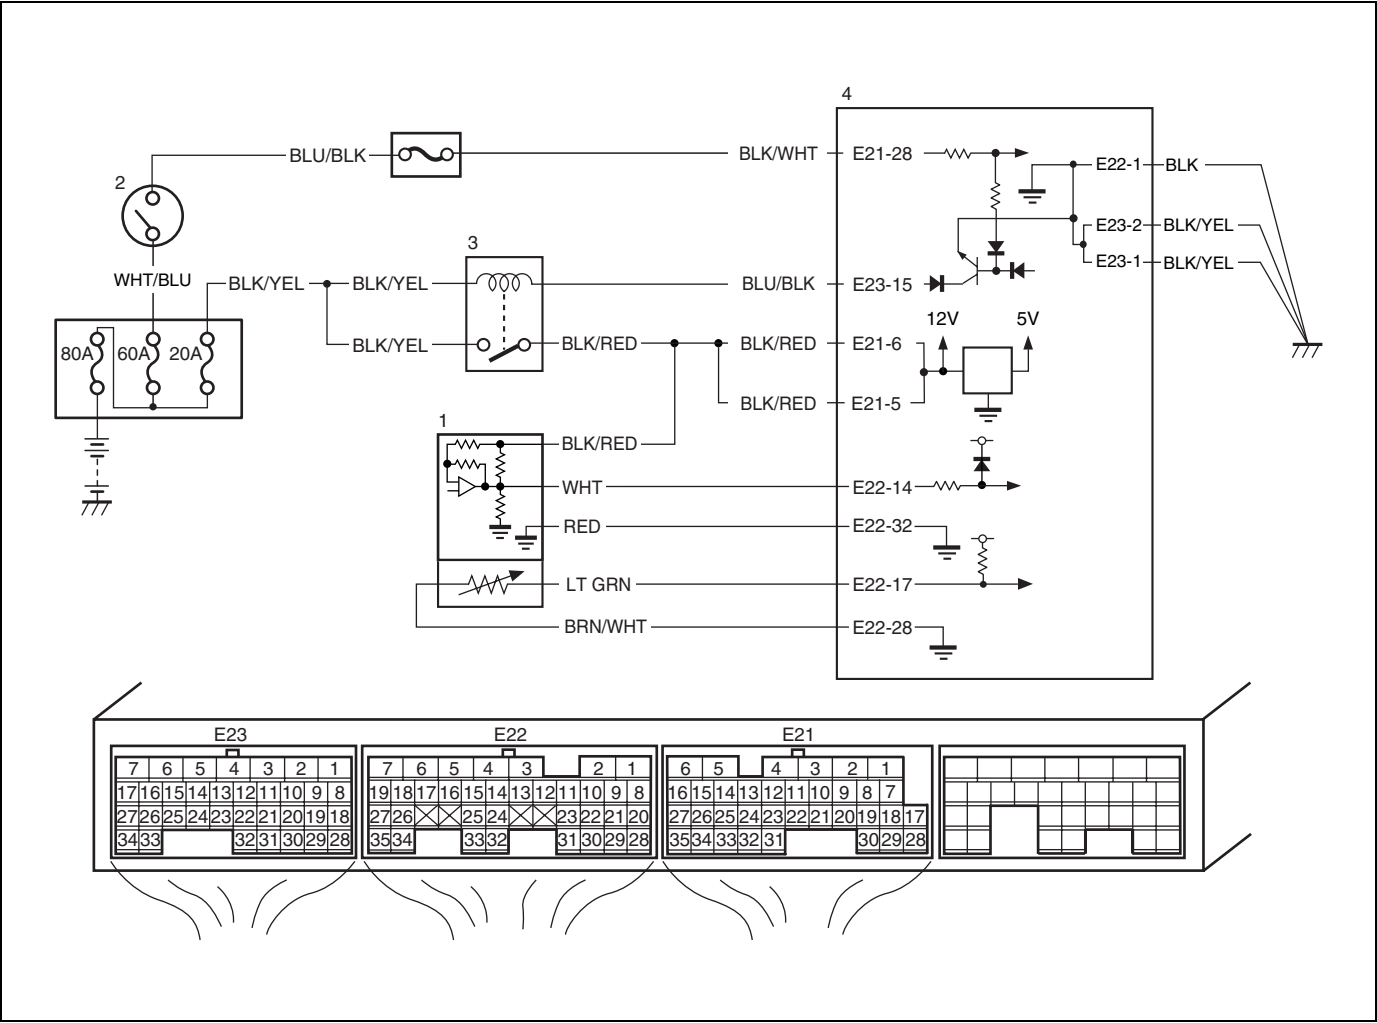 4
BLU/BLK
BLK/WHT
E21-28
E22-1
BLK
2
E23-2
BLK/YEL
3
WHT/BLU
BLK/YEL
BLK/YEL
BLU/BLK
E23-15
E23-1
BLK/YEL
12V
5V
80A
60A
20A
BLK/YEL
BLK/RED
BLK/RED
E21-6
BLK/RED
E21-5
1
BLK/RED
WHT
E22-14
RED
E22-32
LT GRN
E22-17
BRN/WHT
E22-28
E23
E22
E21
7 6 5 4 3 2 1
17 16 15 14 13 12 11 10 9 8
27 26 25 24 23 22 21 20 19 18
34 33 32 31 30 29 28
7 6 5 4 3 2 1
19 18 17 16 15 14 13 12 11 10 9 8
27 26 25 24 23 22 21 20
35 34 33 32 31 30 29 28
6 5 4 3 2 1
16 15 14 13 12 11 10 9 8 7
27 26 25 24 23 22 21 20 19 18 17
35 34 33 32 31 30 29 28